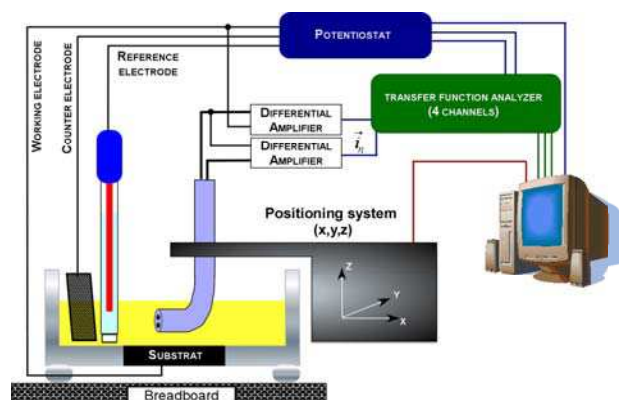 POTENTIOSTAT
REFERENCE
ELECTRODE
WORKING ELECTRODE
COUNTER ELECTRODE
TRANSFER FUNCTION ANALYZER
(4 CHANNELS)
DIFFERENTIAL
AMPLIFIER
DIFFERENTIAL
AMPLIFIER
i η
Positioning system
(x,y,z)
Z
Y
X
SUBSTRAT
Breadboard